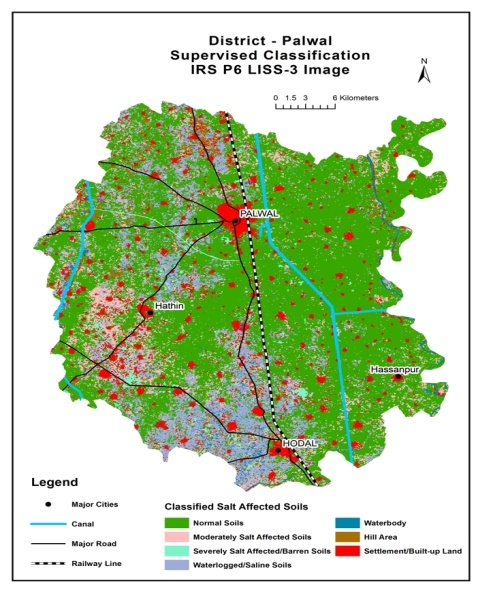 District - Palwal
Supervised Classification
IRS P6 LISS-3 Image
N
0 1.5 3 6 Kilometers
PALWAL
Hathin
Hassanpur
HODAL
Legend
Major Cities
Canal
Major Road
Railway Line
Classified Salt Affected Soils
Normal Soils
Moderately Salt Affected Soils
Severely Salt Affected/Barren Soils
Waterlogged/Saline Soils
Waterbody
Hill Area
Settlement/Built-up Land